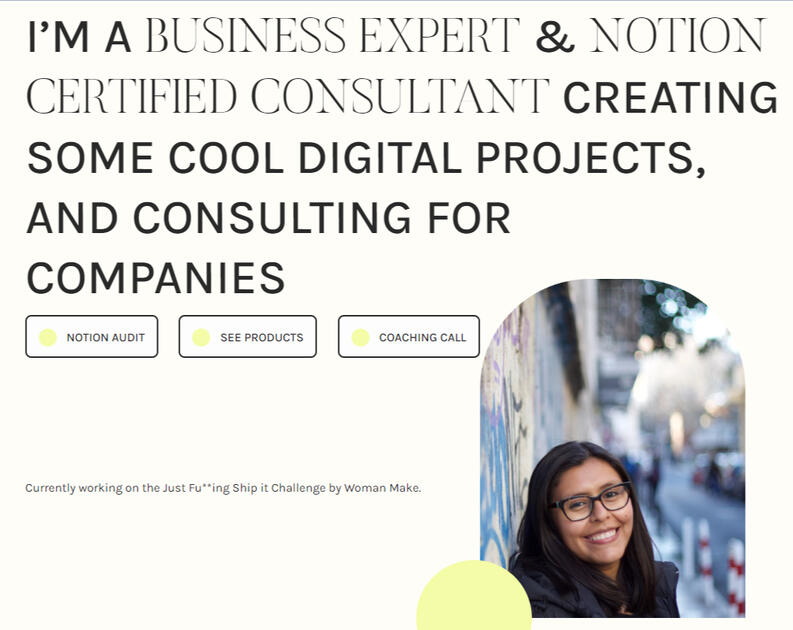 I'M A BUSINESS EXPERT & NOTION
CERTIFIED CONSULTANT CREATING
SOME COOL DIGITAL PROJECTS,
AND CONSULTING FOR
COMPANIES
NOTION AUDIT
SEE PRODUCTS
COACHING CALL
Currently working on the Just Fu**ing Ship it Challenge by Woman Make.